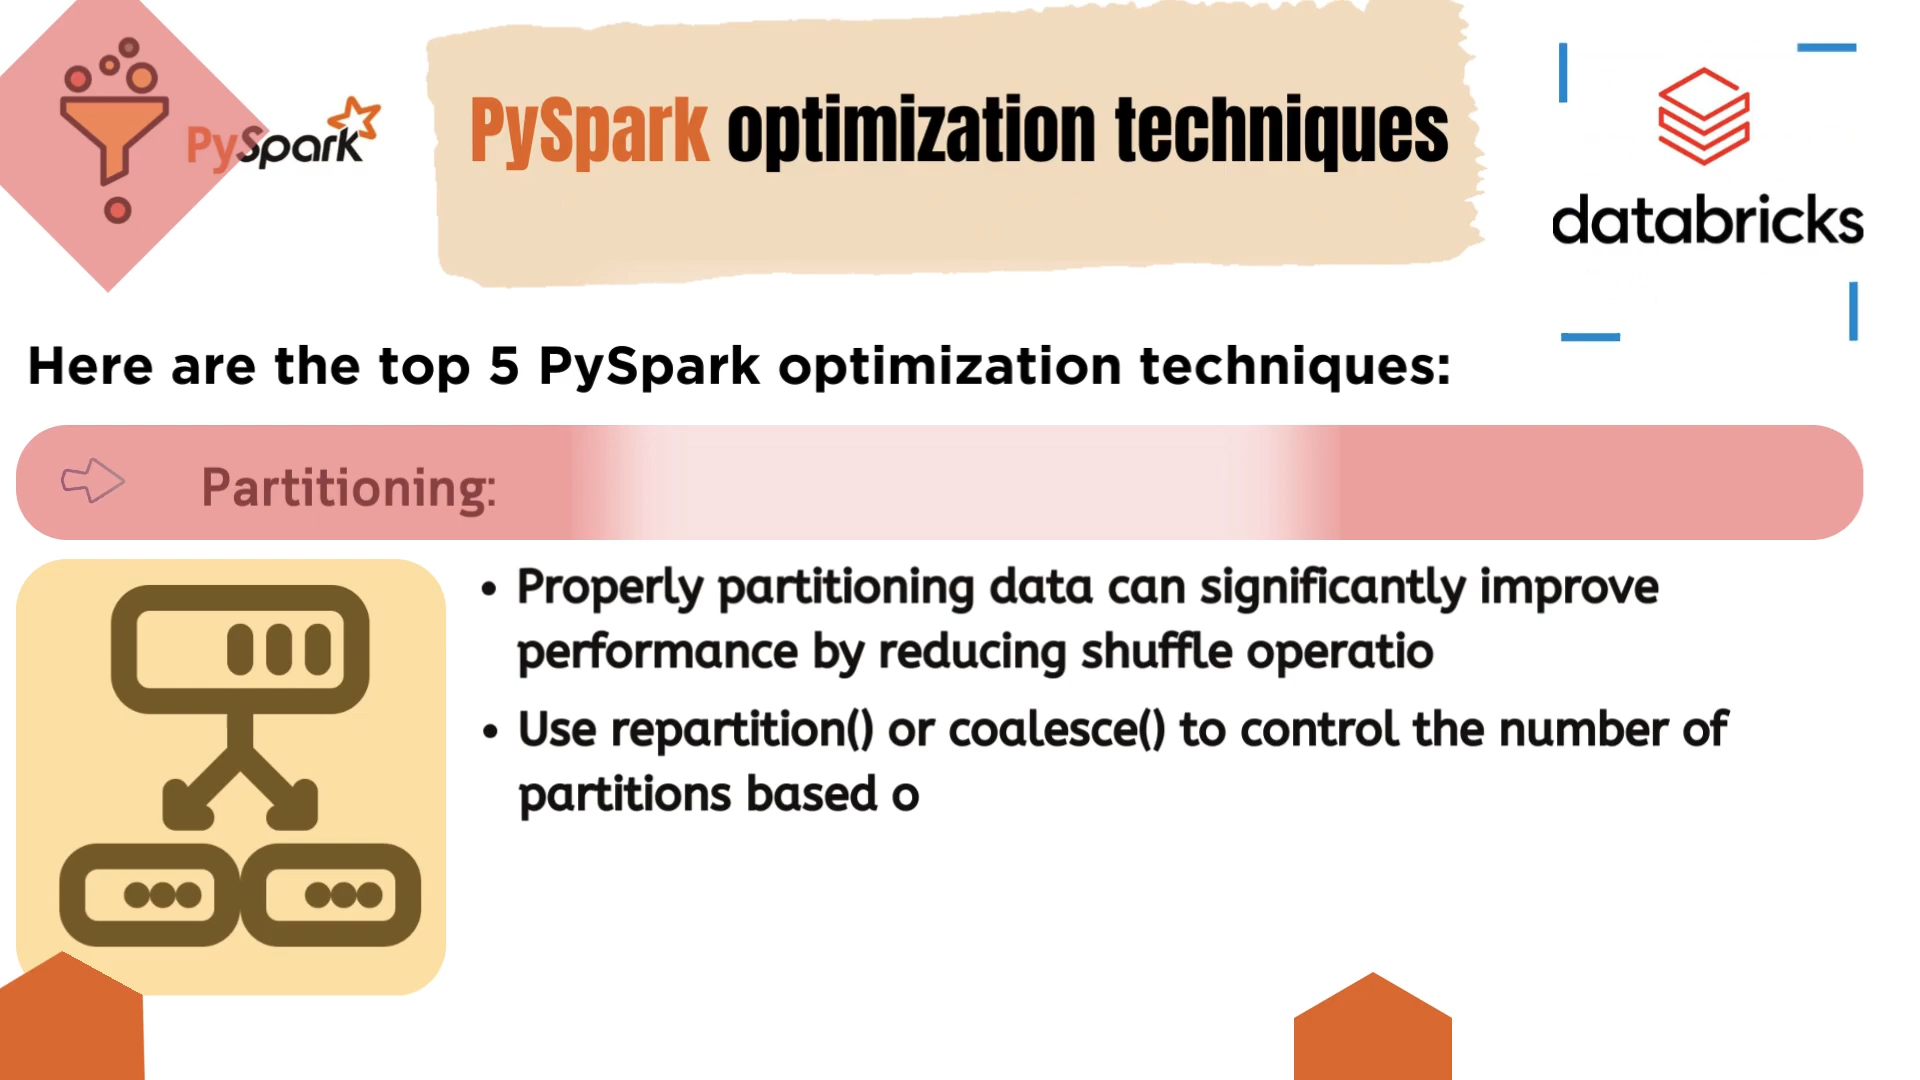 PySpark
PySpark optimization techniques
databricks
Here are the top 5 PySpark optimization techniques:
Partitioning:
• Properly partitioning data can significantly improve
performance by reducing shuffle operatio
• Use repartition() or coalesce() to control the number of
partitions based o